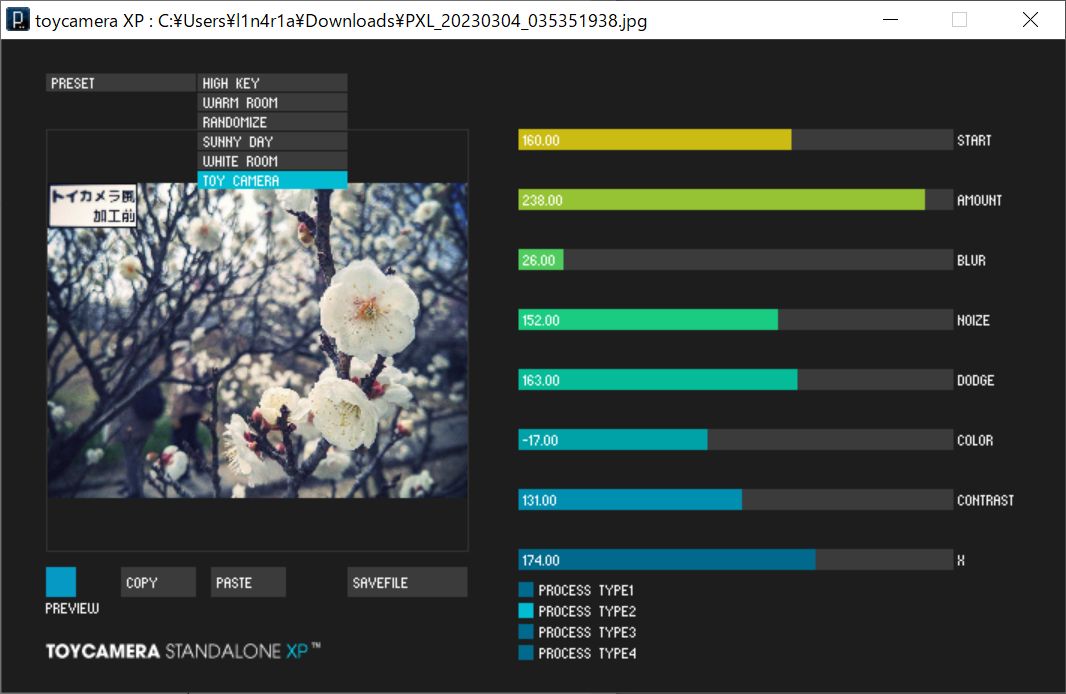 toycamera XP : C:¥Users¥l1n4r1a¥Downloads¥PXL_20230304_035351938.jpg
PRESET
HIGH KEY
WARM ROOM
RANDOMIZE
SUNNY DAY
WHITE ROOM
TOY CAMERA
トイカメラ風
加工前
160.00 START
238.00 AMOUNT
26.00 BLUR
152.00 NOIZE
163.00 DODGE
-17.00 COLOR
131.00 CONTRAST
174.00 X
PROCESS TYPE1
PROCESS TYPE2
PROCESS TYPE3
PROCESS TYPE4
COPY PASTE SAVEFILE
PREVIEW
TOYCAMERA STANDALONE XP™